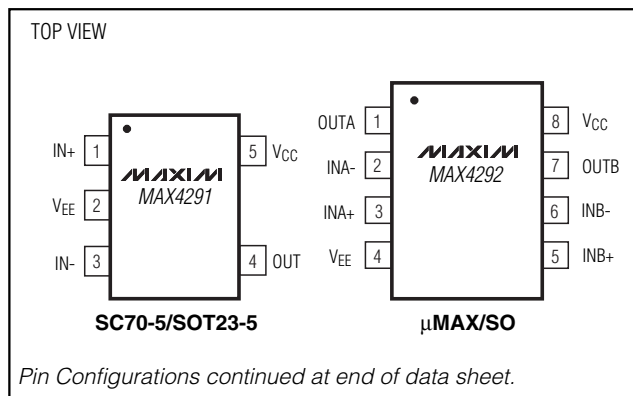 TOP VIEW
IN+ 1
VEE 2
IN- 3
5 VCC
4 OUT
MAXIM
MAX4291
SC70-5/SOT23-5
OUTA 1
INA- 2
INA+ 3
VEE 4
8 VCC
7 OUTB
6 INB-
5 INB+
MAXIM
MAX4292
µMAX/SO
Pin Configurations continued at end of data sheet.